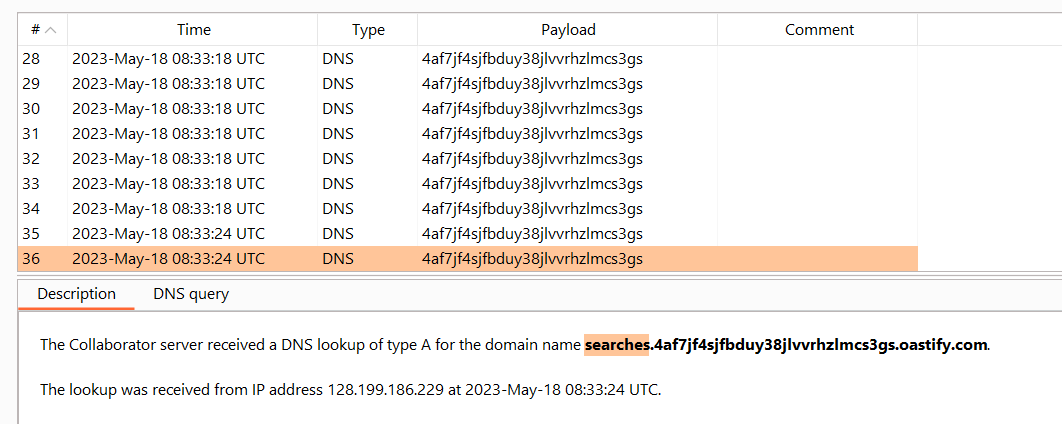 # Time Type Payload Comment
28 2023-May-18 08:33:18 UTC DNS 4af7jf4sjfbduy38jlvvrhzlmcs3gs
29 2023-May-18 08:33:18 UTC DNS 4af7jf4sjfbduy38jlvvrhzlmcs3gs
30 2023-May-18 08:33:18 UTC DNS 4af7jf4sjfbduy38jlvvrhzlmcs3gs
31 2023-May-18 08:33:18 UTC DNS 4af7jf4sjfbduy38jlvvrhzlmcs3gs
32 2023-May-18 08:33:18 UTC DNS 4af7jf4sjfbduy38jlvvrhzlmcs3gs
33 2023-May-18 08:33:18 UTC DNS 4af7jf4sjfbduy38jlvvrhzlmcs3gs
34 2023-May-18 08:33:18 UTC DNS 4af7jf4sjfbduy38jlvvrhzlmcs3gs
35 2023-May-18 08:33:24 UTC DNS 4af7jf4sjfbduy38jlvvrhzlmcs3gs
36 2023-May-18 08:33:24 UTC DNS 4af7jf4sjfbduy38jlvvrhzlmcs3gs
Description DNS query
The Collaborator server received a DNS lookup of type A for the domain name searches.4af7jf4sjfbduy38jlvvrhzlmcs3gs.oastify.com.
The lookup was received from IP address 128.199.186.229 at 2023-May-18 08:33:24 UTC.